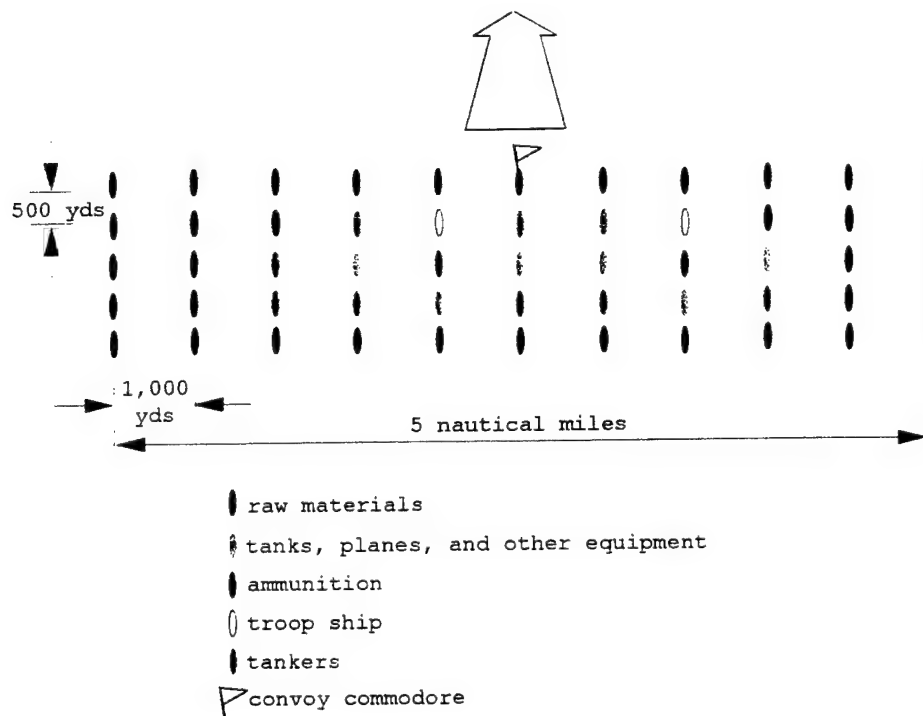 500 yds
1,000
yds
5 nautical miles
raw materials
tanks, planes, and other equipment
ammunition
troop ship
tankers
convoy commodore